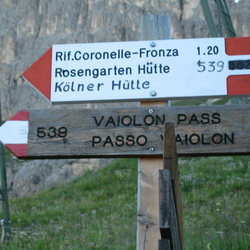 Rif.Coronelle-Fronza 1.20
Rosengarten Hütte 539
Kölner Hütte
539 VAIOLON PASS
PASSO VAIOLON